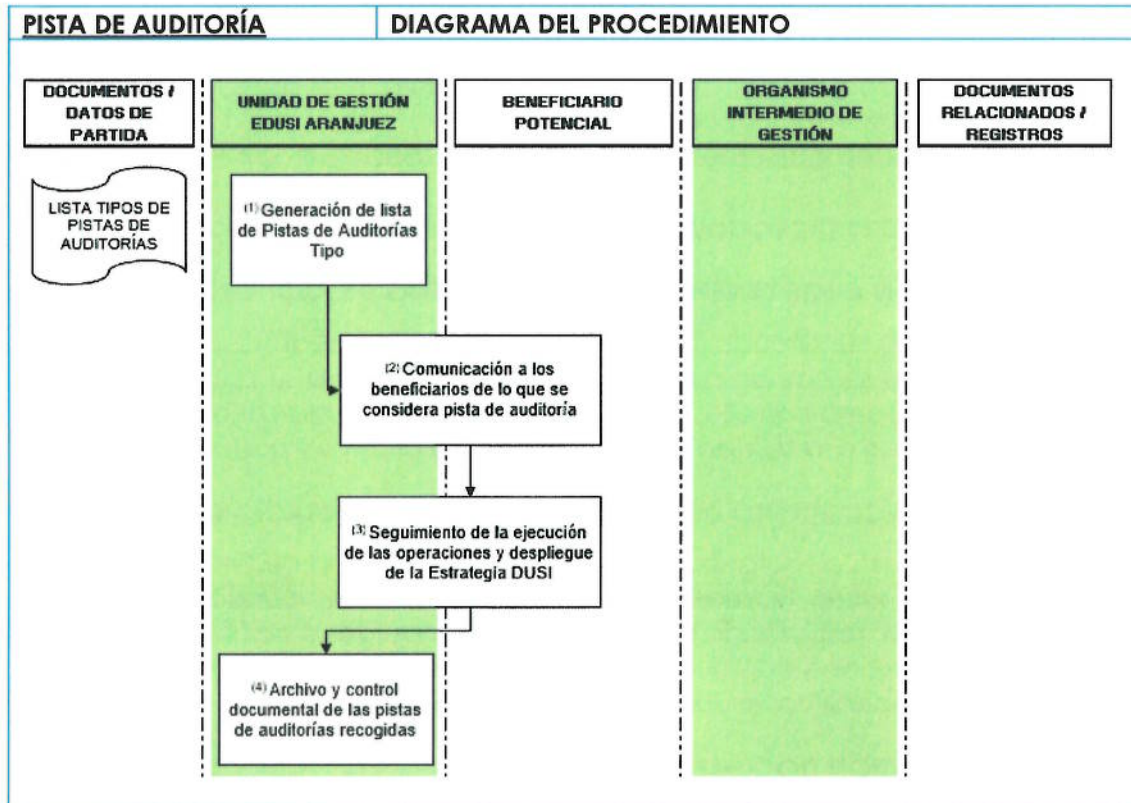 PISTA DE AUDITORÍA
DIAGRAMA DEL PROCEDIMIENTO
DOCUMENTOS /
DATOS DE
PARTIDA
UNIDAD DE GESTIÓN
EDUSI ARANJUEZ
BENEFICIARIO
POTENCIAL
ORGANISMO
INTERMEDIO DE
GESTIÓN
DOCUMENTOS
RELACIONADOS /
REGISTROS
LISTA TIPOS DE
PISTAS DE
AUDITORÍAS
(1) Generación de lista
de Pistas de Auditorías
Tipo
(2) Comunicación a los
beneficiarios de lo que se
considera pista de auditoría
(3) Seguimiento de la ejecución
de las operaciones y despliegue
de la Estrategia DUSI
(4) Archivo y control
documental de las pistas
de auditorías recogidas